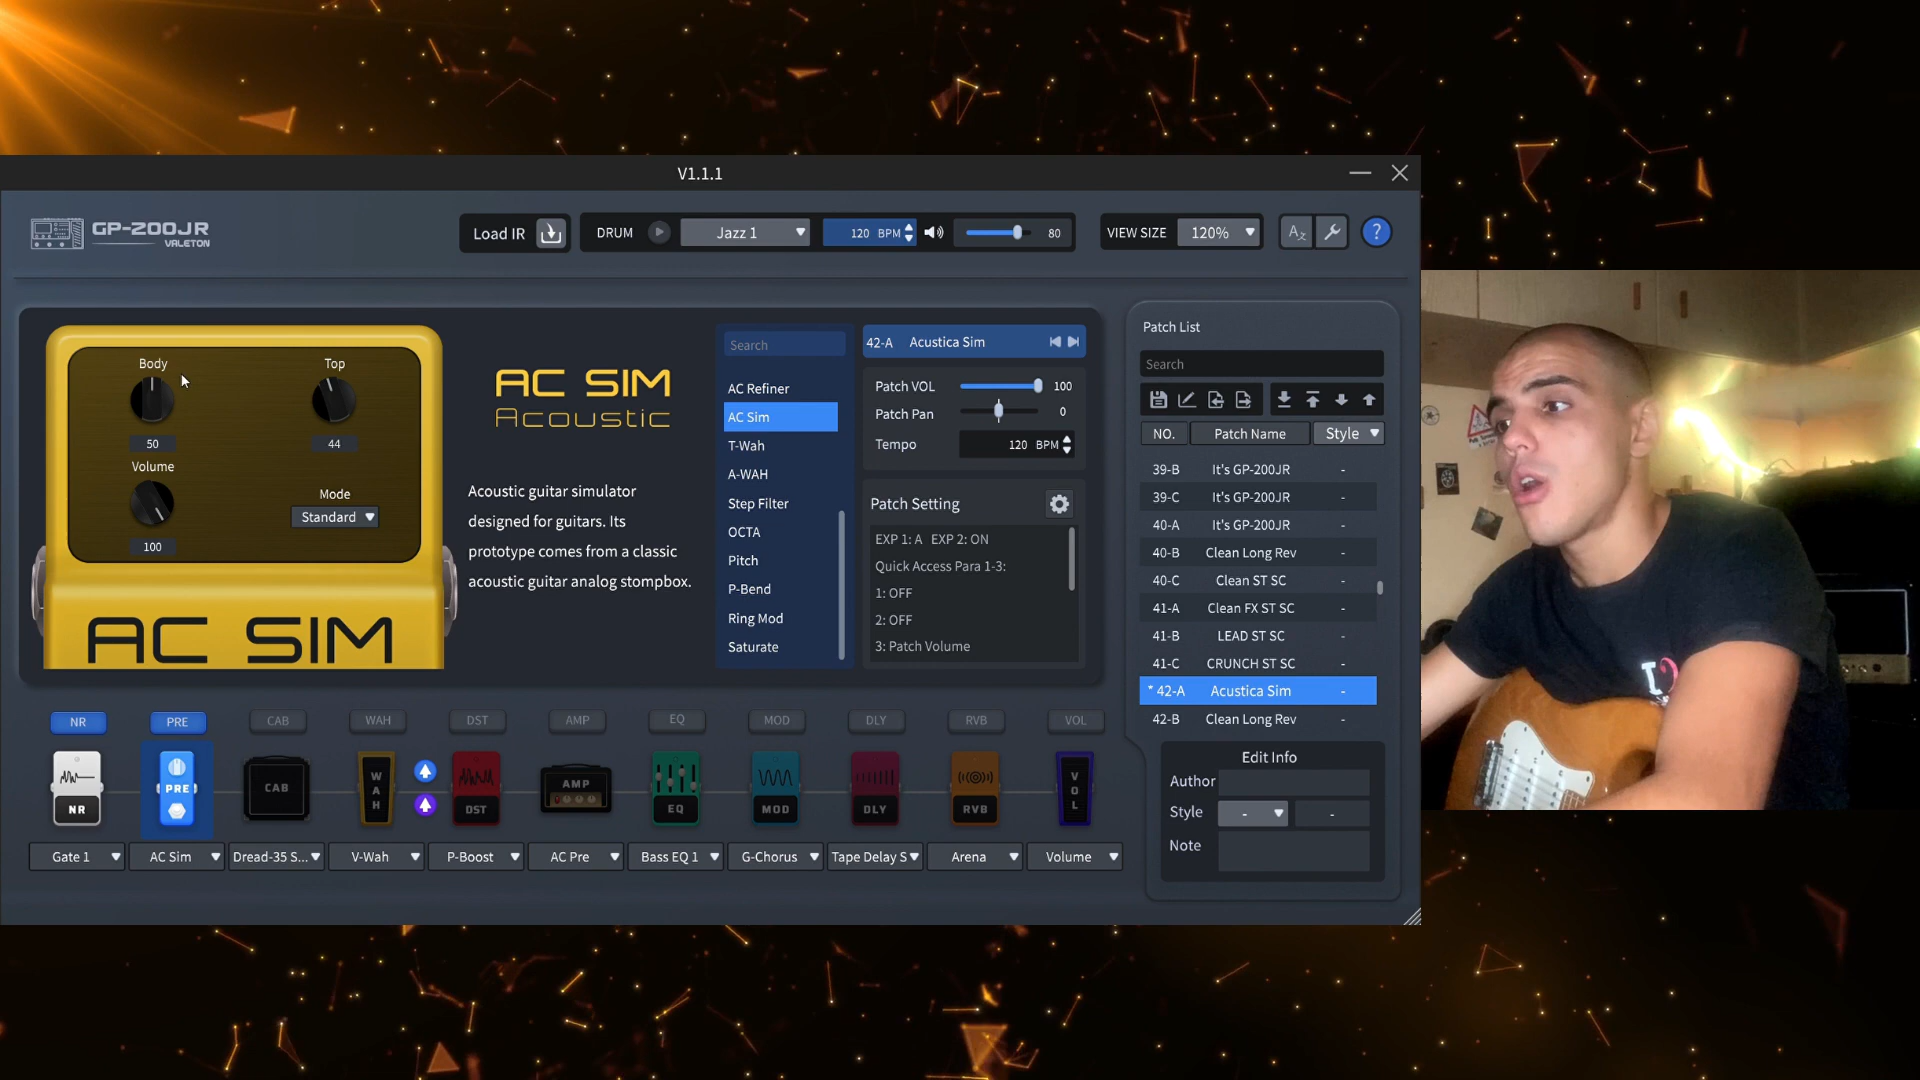 V1.1.1
GP-200JR
VALETON
Load IR
DRUM
Jazz 1
120 BPM
80
VIEW SIZE
120%
Az
?
Body
Top
50
44
Volume
Mode
Standard
100
AC SIM
AC SIM
Acoustic
Acoustic guitar simulator
designed for guitars. Its
prototype comes from a classic
acoustic guitar analog stompbox.
Search
AC Refiner
AC Sim
T-Wah
A-WAH
Step Filter
OCTA
Pitch
P-Bend
Ring Mod
Saturate
42-A Acustica Sim
Patch VOL 100
Patch Pan 0
Tempo 120 BPM
Patch Setting
EXP 1: A EXP 2: ON
Quick Access Para 1-3:
1: OFF
2: OFF
3: Patch Volume
Patch List
Search
NO. Patch Name Style
39-B It's GP-200JR -
39-C It's GP-200JR -
40-A It's GP-200JR -
40-B Clean Long Rev -
40-C Clean ST SC -
41-A Clean FX ST SC -
41-B LEAD ST SC -
41-C CRUNCH ST SC -
* 42-A Acustica Sim -
42-B Clean Long Rev -
Edit Info
Author
Style - -
Note
NR PRE CAB WAH DST AMP EQ MOD DLY RVB VOL
NR
PRE
CAB
WAH
DST
AMP
EQ
MOD
DLY
RVB
VOL
Gate 1 AC Sim Dread-35 S... V-Wah P-Boost AC Pre Bass EQ 1 G-Chorus Tape Delay S Arena Volume
I